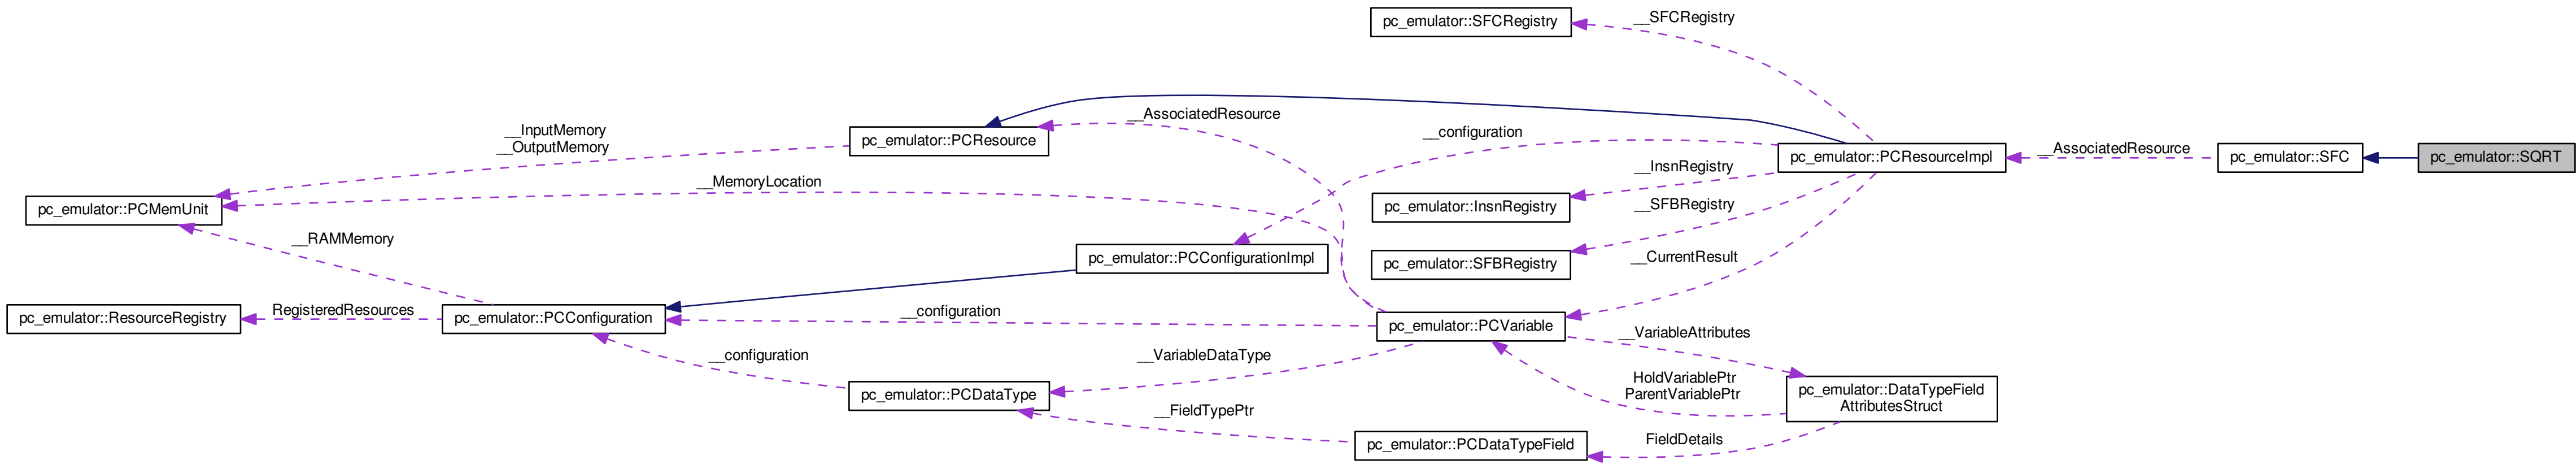 pc_emulator::SFCRegistry
__SFCRegistry
__AssociatedResource
__configuration
__InputMemory
__OutputMemory
pc_emulator::PCResource
pc_emulator::PCResourceImpl
__AssociatedResource
pc_emulator::SFC
pc_emulator::SQRT
__InsnRegistry
__MemoryLocation
pc_emulator::PCMemUnit
pc_emulator::InsnRegistry
__SFBRegistry
__RAMMemory
pc_emulator::PCConfigurationImpl
pc_emulator::SFBRegistry
__CurrentResult
pc_emulator::ResourceRegistry
RegisteredResources
pc_emulator::PCConfiguration
__configuration
pc_emulator::PCVariable
__VariableAttributes
__configuration
__VariableDataType
HoldVariablePtr
ParentVariablePtr
pc_emulator::DataTypeField
AttributesStruct
pc_emulator::PCDataType
__FieldTypePtr
pc_emulator::PCDataTypeField
FieldDetails